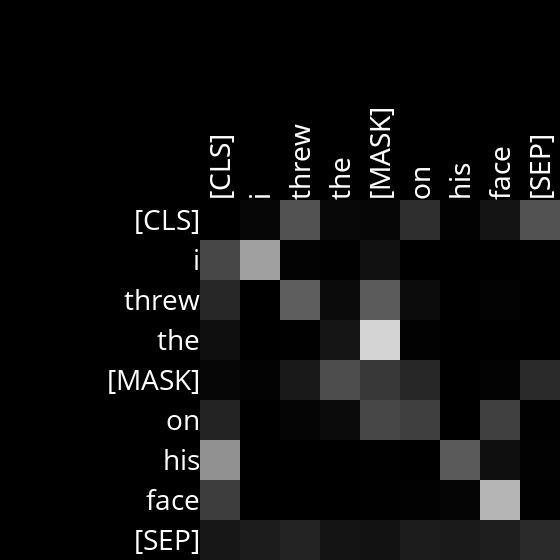 [CLS] i threw the [MASK] on his face [SEP]
[CLS]
i
threw
the
[MASK]
on
his
face
[SEP]